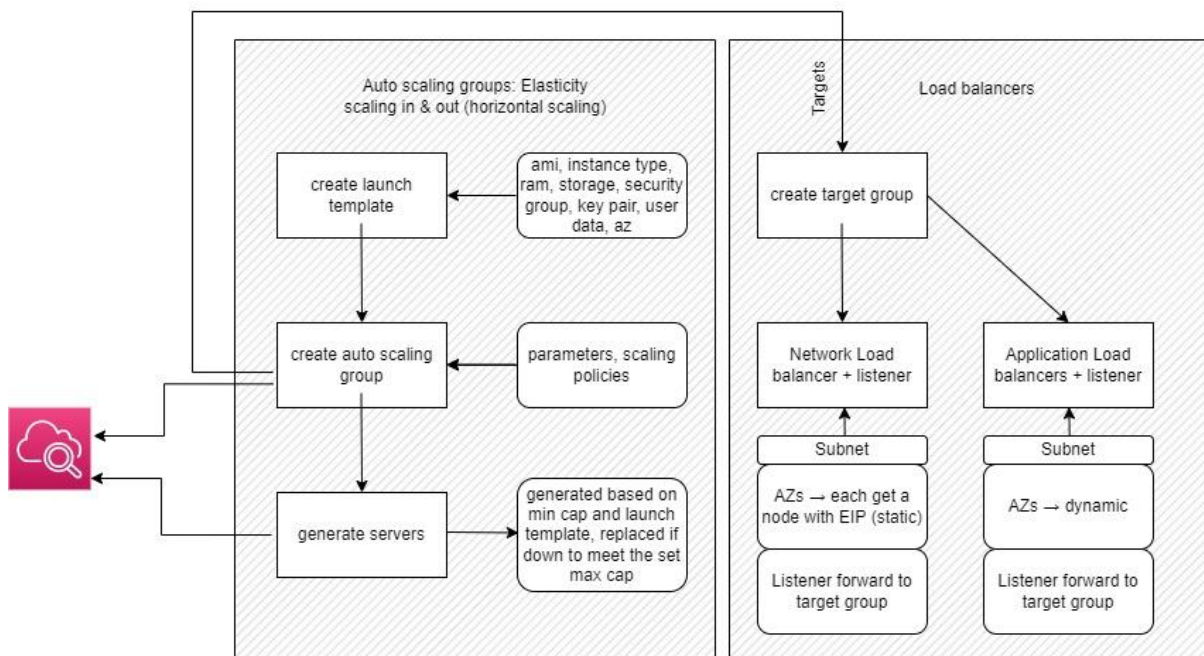 Auto scaling groups: Elasticity
scaling in & out (horizontal scaling)
create launch
template
ami, instance type,
ram, storage, security
group, key pair, user
data, az
create auto scaling
group
parameters, scaling
policies
generate servers
generated based on
min cap and launch
template, replaced if
down to meet the set
max cap
Targets
Load balancers
create target group
Network Load
balancer + listener
Application Load
balancers + listener
Subnet
AZs → each get a
node with EIP (static)
Listener forward to
target group
Subnet
AZs → dynamic
Listener forward to
target group